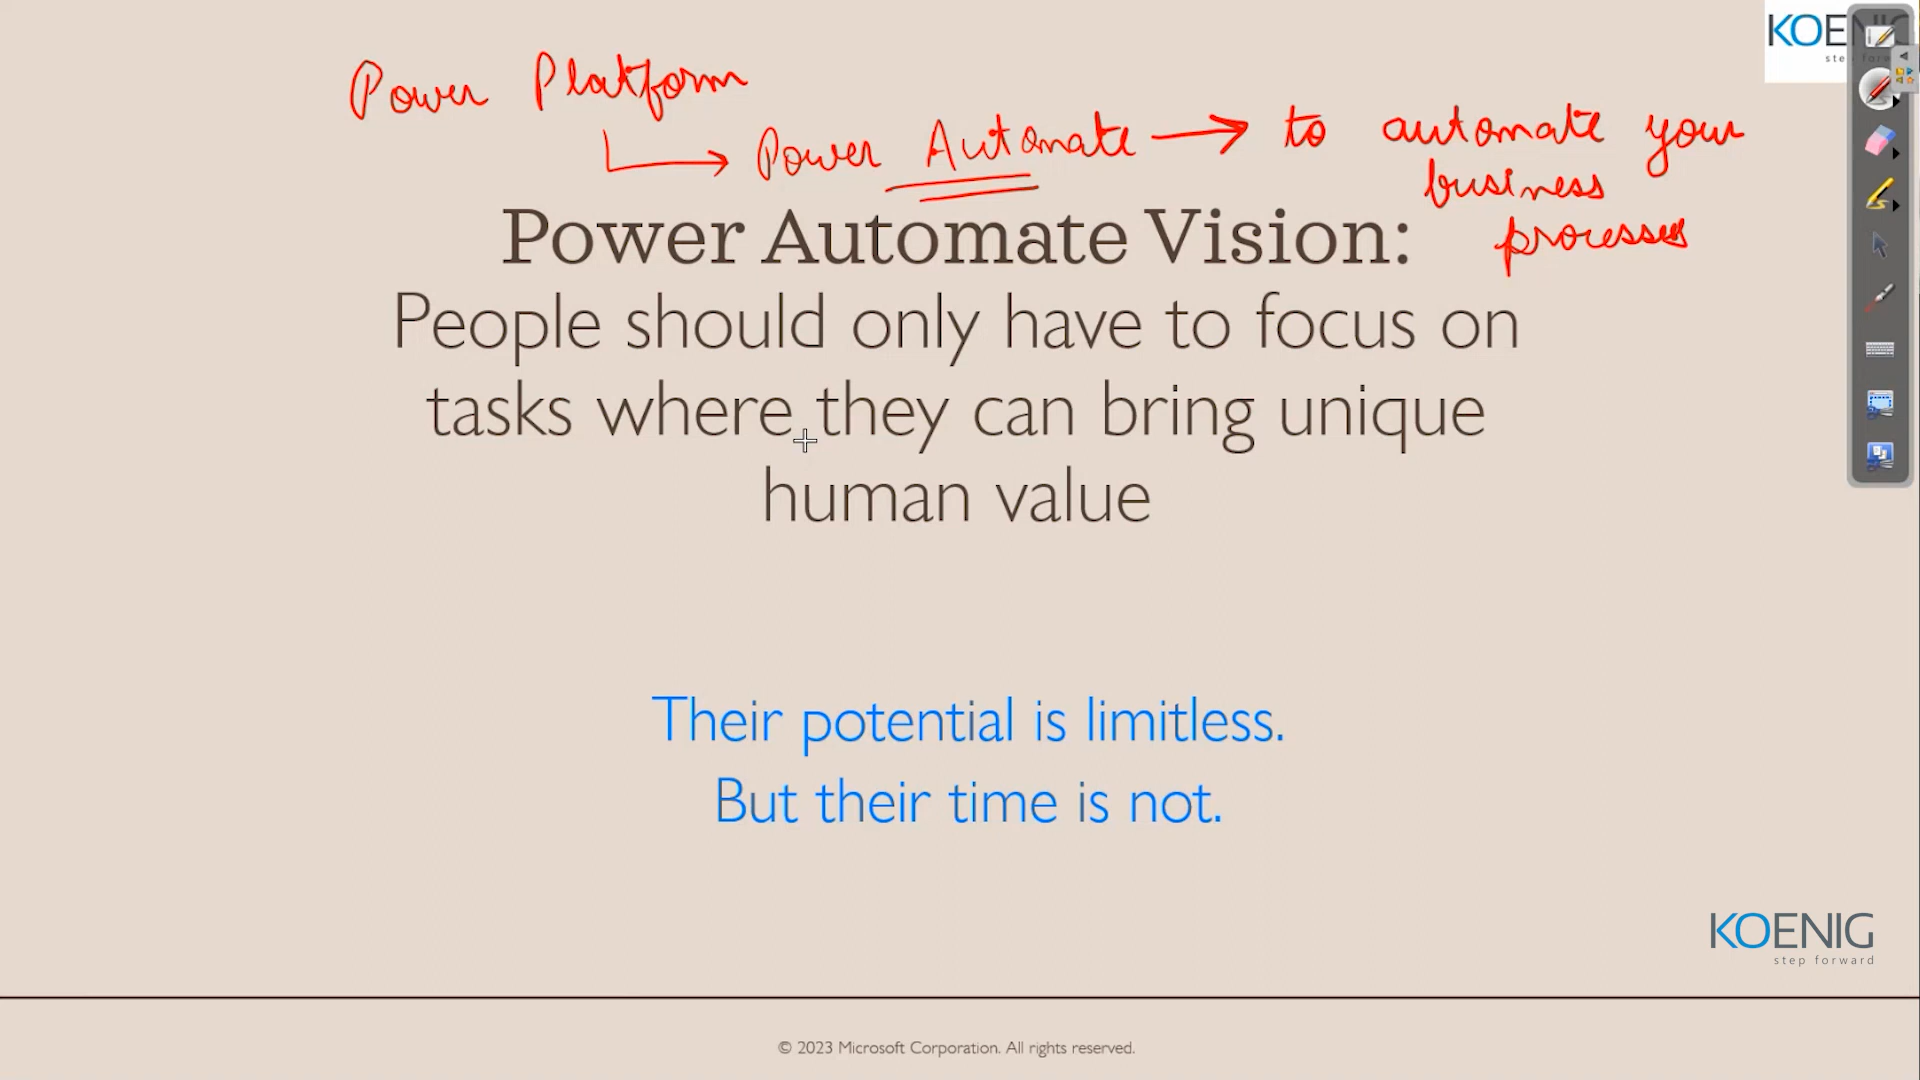 KOENIG
Power Platform
Power Automate → to automate your
business
processes
Power Automate Vision:
People should only have to focus on
tasks where they can bring unique
human value
Their potential is limitless.
But their time is not.
KOENIG
step forward
© 2023 Microsoft Corporation. All rights reserved.